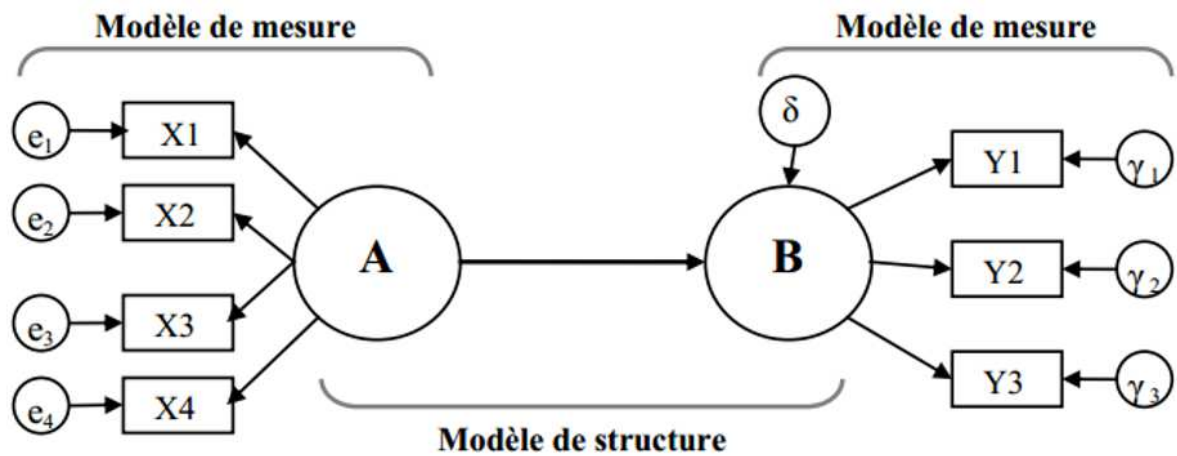 Modèle de mesure
Modèle de mesure
δ
e₁
X1
Y1
γ₁
e₂
X2
A
B
Y2
γ₂
e₃
X3
Y3
γ₃
e₄
X4
Modèle de structure